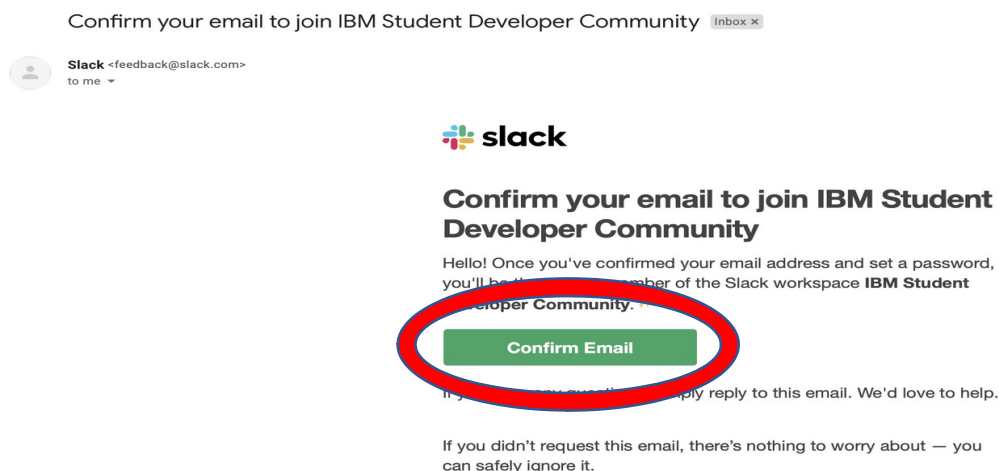 Confirm your email to join IBM Student Developer Community Inbox ×
Slack <feedback@slack.com>
to me
slack
Confirm your email to join IBM Student
Developer Community
Hello! Once you've confirmed your email address and set a password,
you'll be member of the Slack workspace IBM Student
Developer Community.
Confirm Email
If reply to this email. We'd love to help.
If you didn't request this email, there's nothing to worry about — you
can safely ignore it.